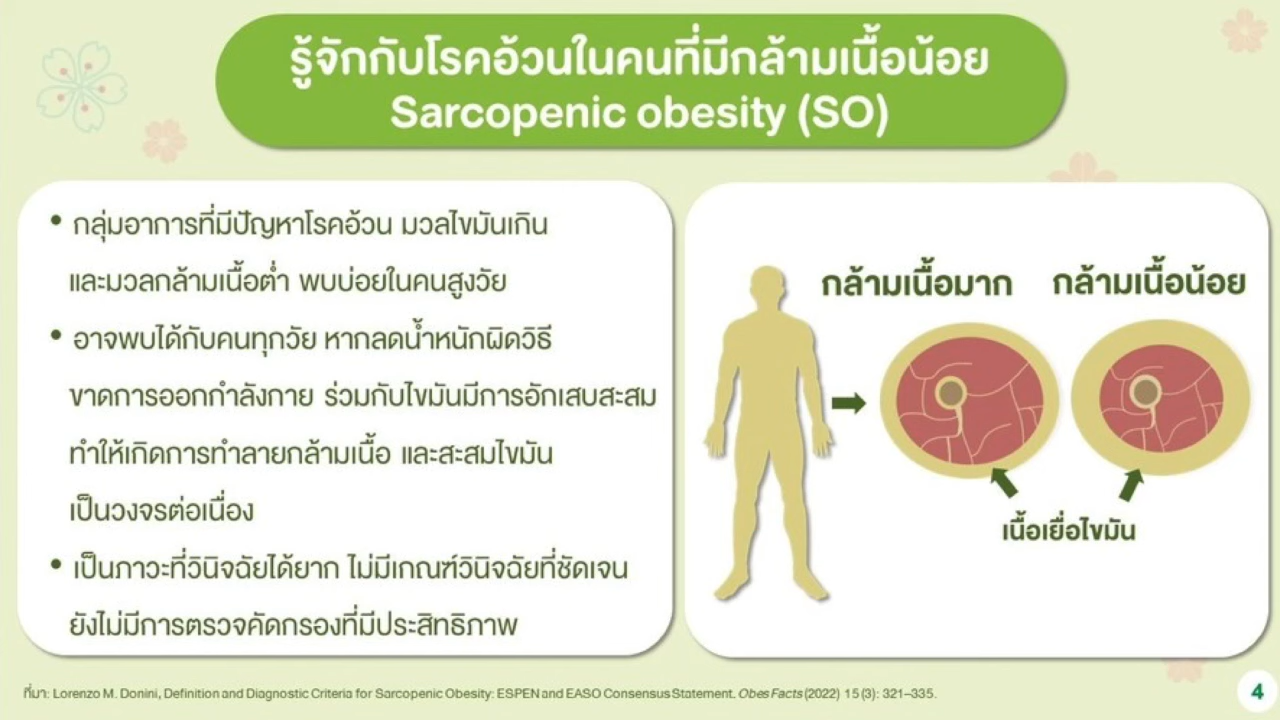 รู้จักกับโรคอ้วนในคนที่มีกล้ามเนื้อน้อย
Sarcopenic obesity (SO)
• กลุ่มอาการที่มีปัญหาโรคอ้วน มวลไขมันเกิน
และมวลกล้ามเนื้อต่ำ พบบ่อยในคนสูงวัย
• อาจพบได้กับคนทุกวัย หากลดน้ำหนักผิดวิธี
ขาดการออกกำลังกาย ร่วมกับไขมันมีการอักเสบสะสม
ทำให้เกิดการทำลายกล้ามเนื้อ และสะสมไขมัน
เป็นวงจรต่อเนื่อง
• เป็นภาวะที่วินิจฉัยได้ยาก ไม่มีเกณฑ์วินิจฉัยที่ชัดเจน
ยังไม่มีการตรวจคัดกรองที่มีประสิทธิภาพ
กล้ามเนื้อมาก
กล้ามเนื้อน้อย
เนื้อเยื่อไขมัน
ที่มา: Lorenzo M. Donini, Definition and Diagnostic Criteria for Sarcopenic Obesity: ESPEN and EASO Consensus Statement. Obes Facts (2022) 15 (3): 321–335.
4